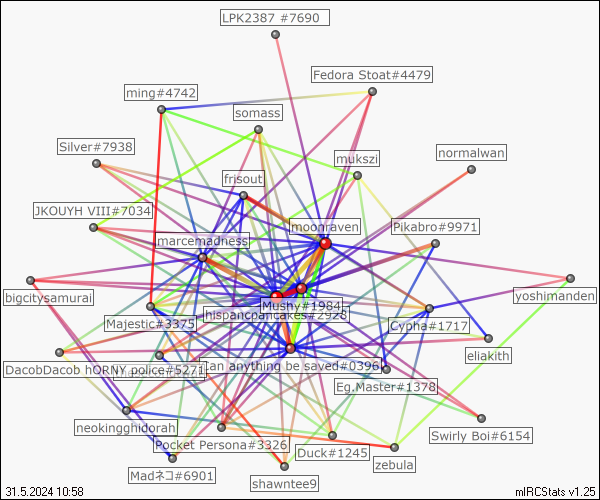 LPK2387 #7690
Fedora Stoat#4479
ming#4742
somass
Silver#7938
mukszi
normalwan
frisout
JKOUYH VIII#7034
moonraven
Pikabro#9971
marcemadness
bigcitysamurai
yoshimanden
Mushy#1984
hispancpancakes#2928
Majestic#3375
Cypha#1717
eliakith
DacobDacob hORNY police#5271
can anything be saved#0396
Eg.Master#1378
neokingghidorah
Swirly Boi#6154
Pocket Persona#3326
Duck#1245
zebula
Madネコ#6901
shawntee9
31.5.2024 10:58
mIRCStats v1.25